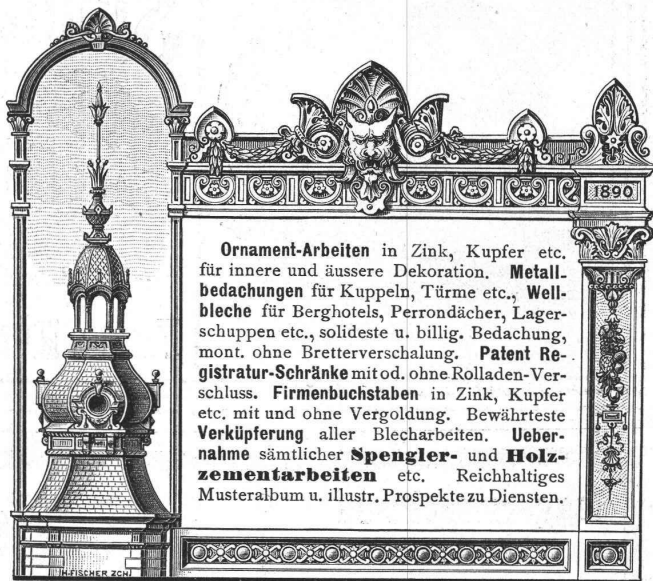 1890
Ornament-Arbeiten in Zink, Kupfer etc.
für innere und äussere Dekoration. Metall-
bedachungen für Kuppeln, Türme etc., Well-
bleche für Berghotels, Perrondächer, Lager-
schuppen etc., solideste u. billig. Bedachung,
mont. ohne Bretterverschalung. Patent Re-
gistratur-Schränke mit od. ohne Rolladen-Ver-
schluss. Firmenbuchstaben in Zink, Kupfer
etc. mit und ohne Vergoldung. Bewährteste
Verküpferung aller Blecharbeiten. Ueber-
nahme sämtlicher Spengler- und Holz-
zementarbeiten etc. Reichhaltiges
Musteralbum u. illustr. Prospekte zu Diensten.
H. FISCHER ZCH.